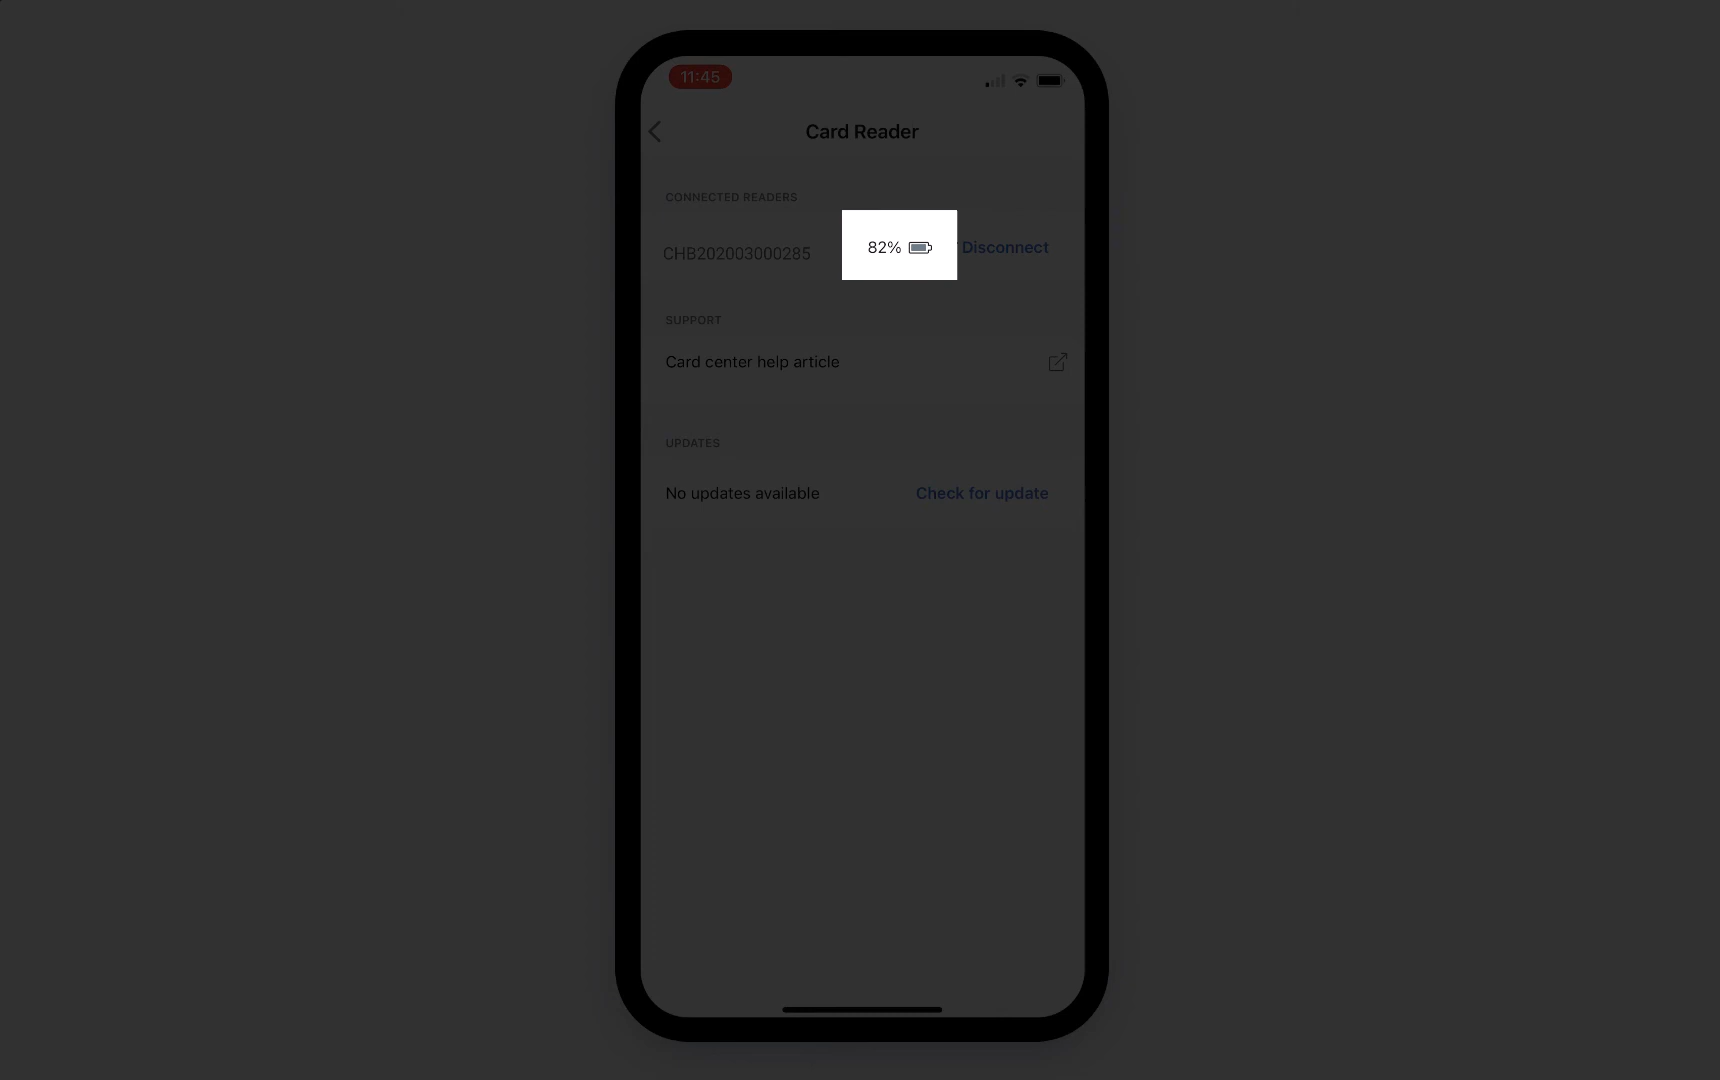 11:45
Card Reader
CONNECTED READERS
CHB202003000285 82% Disconnect
SUPPORT
Card center help article
UPDATES
No updates available Check for update